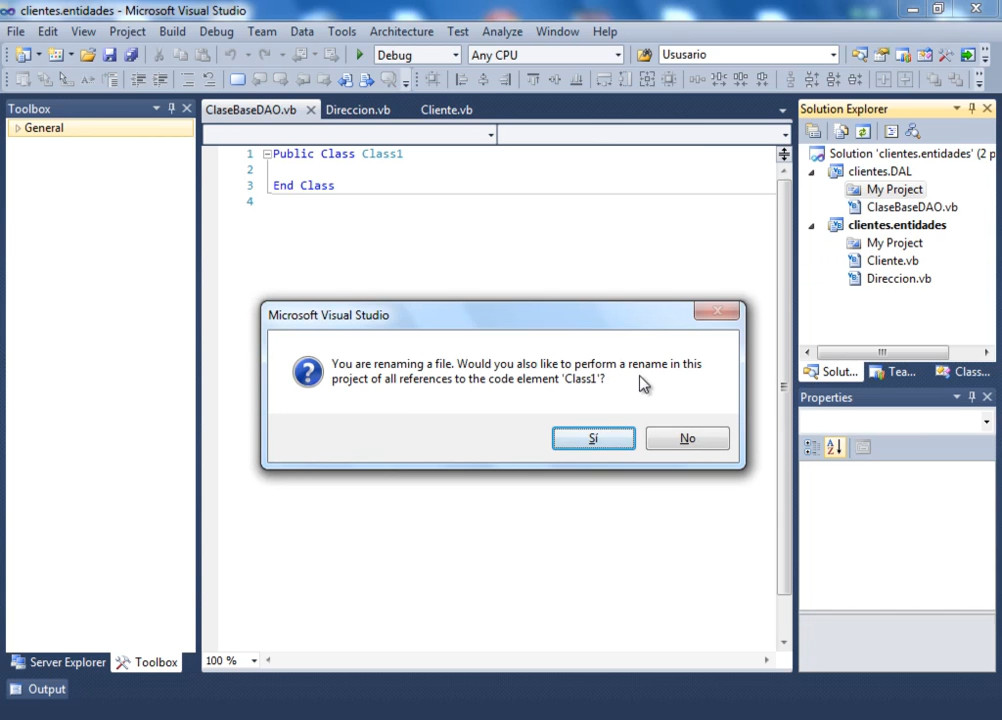 clientes.entidades - Microsoft Visual Studio
File Edit View Project Build Debug Team Data Tools Architecture Test Analyze Window Help
Debug Any CPU Ususario
Toolbox
General
ClaseBaseDAO.vb Direccion.vb Cliente.vb
1 Public Class Class1
2
3 End Class
4
Solution Explorer
Solution 'clientes.entidades' (2 p
clientes.DAL
My Project
ClaseBaseDAO.vb
clientes.entidades
My Project
Cliente.vb
Direccion.vb
Solut... Tea... Class...
Properties
Microsoft Visual Studio
You are renaming a file. Would you also like to perform a rename in this
project of all references to the code element 'Class1'?
Sí No
100 %
Server Explorer Toolbox
Output